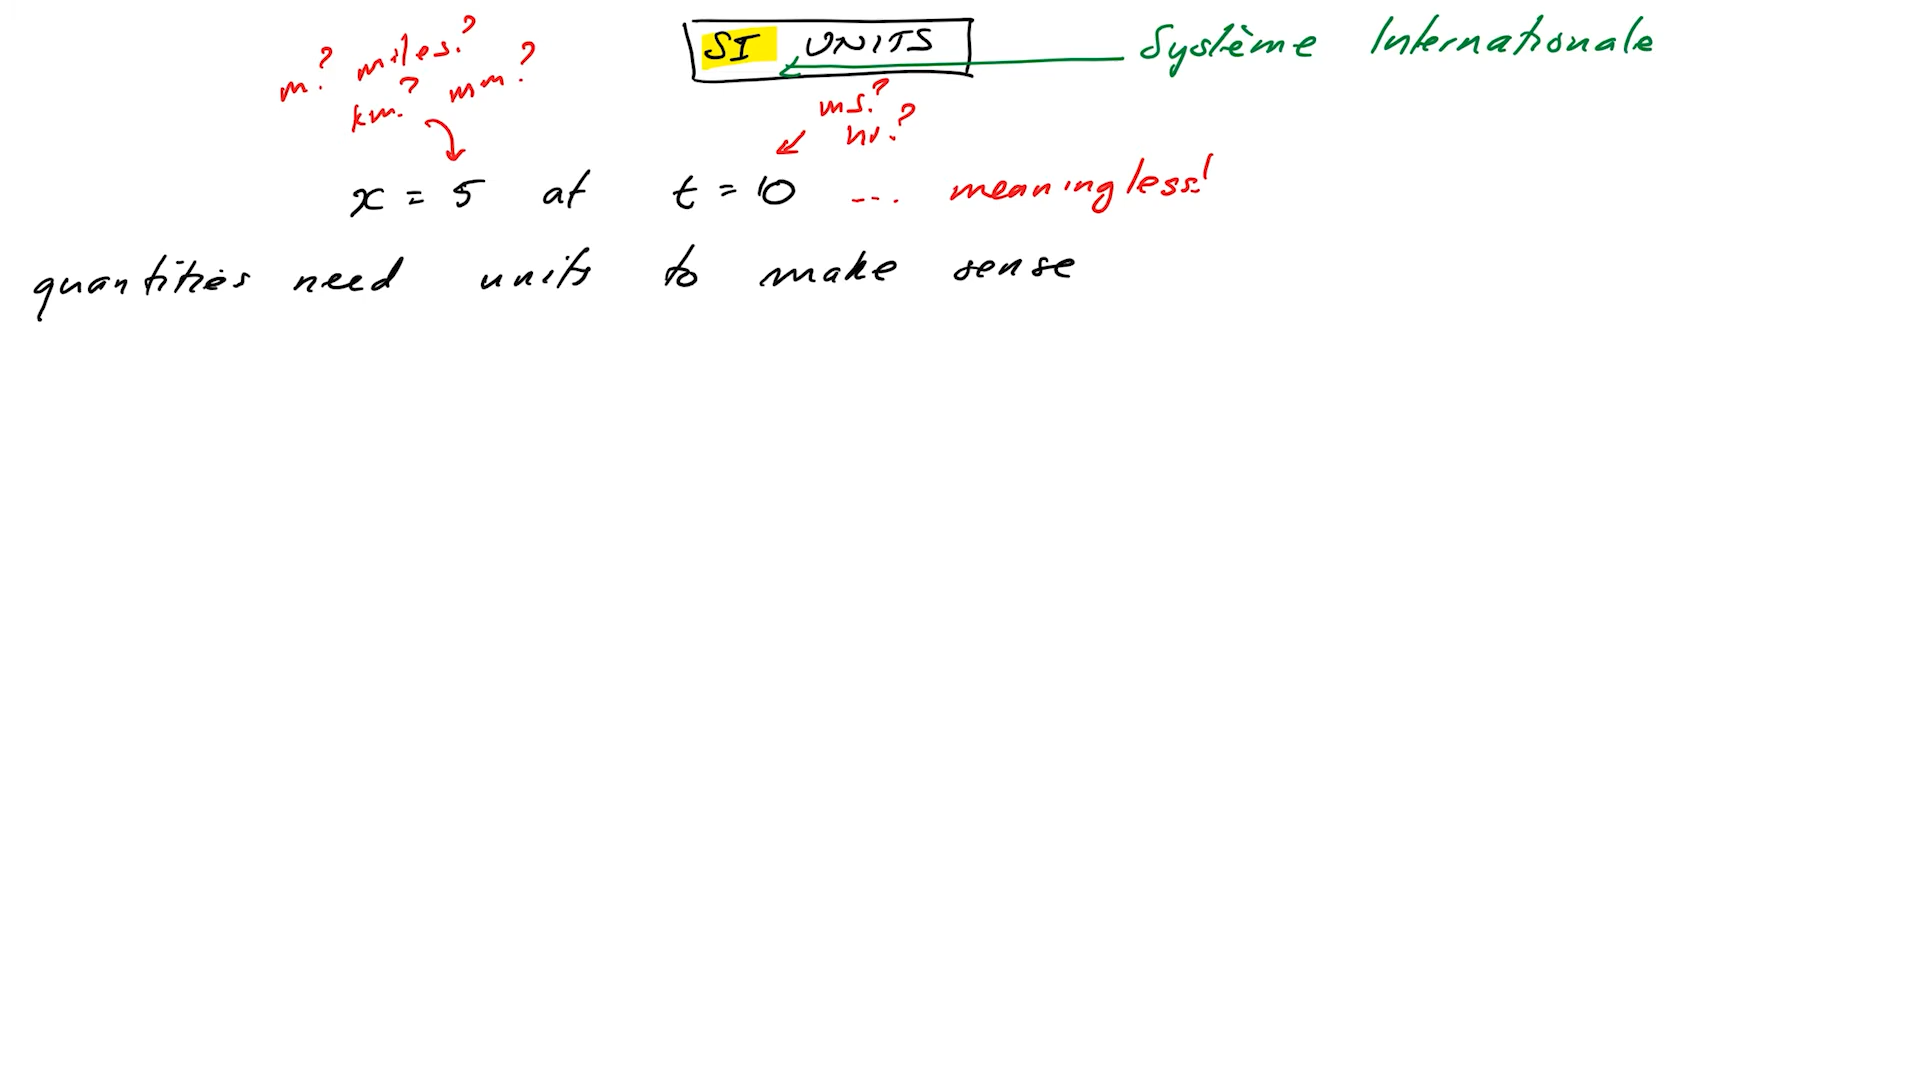 SI UNITS
Système Internationale
m? miles?
km? mm?
ms?
hr.?
x = 5 at t = 10 ... meaningless!
quantities need units to make sense